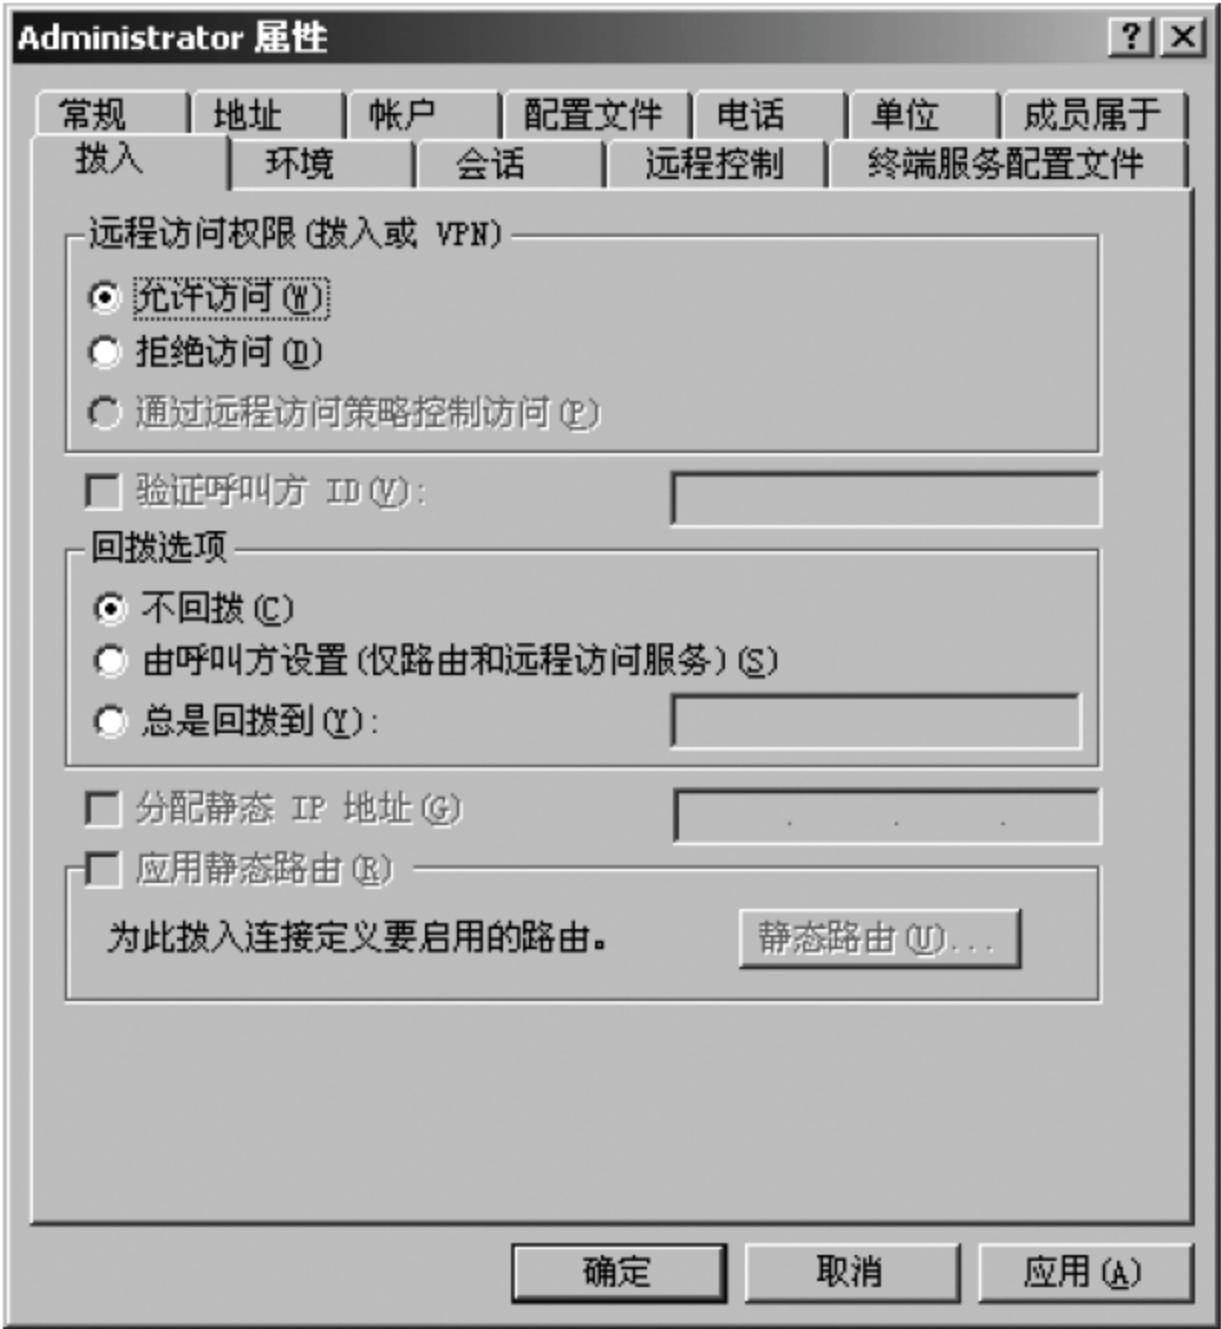 Administrator 属性
常规 地址 帐户 配置文件 电话 单位 成员属于
拨入 环境 会话 远程控制 终端服务配置文件
远程访问权限(拨入或 VPN)
允许访问(W)
拒绝访问(D)
通过远程访问策略控制访问(P)
验证呼叫方 ID(V):
回拨选项
不回拨(C)
由呼叫方设置(仅路由和远程访问服务)(S)
总是回拨到(Y):
分配静态 IP 地址(G)
应用静态路由(R)
为此拨入连接定义要启用的路由。 静态路由(U)...
确定 取消 应用(A)